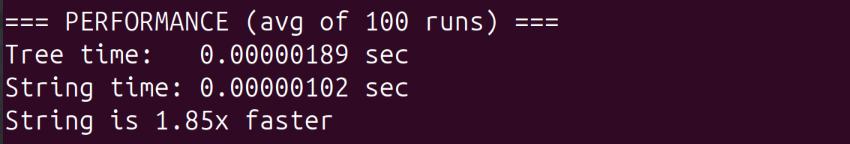 === PERFORMANCE (avg of 100 runs) ===
Tree time:   0.00000189 sec
String time: 0.00000102 sec
String is 1.85x faster